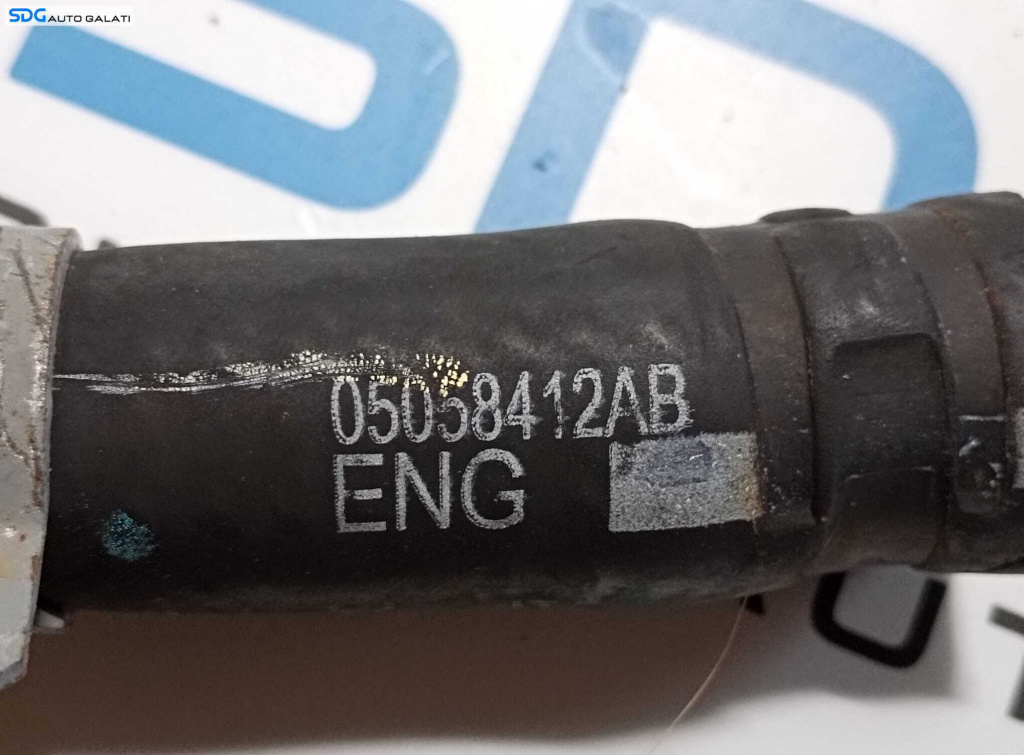 SDG AUTO GALATI
05058412AB
ENG